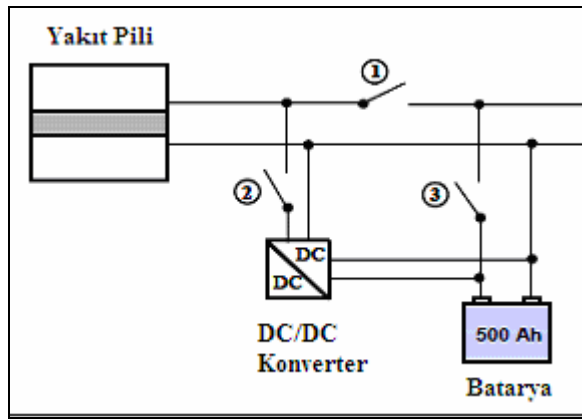 Yakıt Pili
1
2
3
DC
DC
DC/DC
Konverter
500 Ah
Batarya